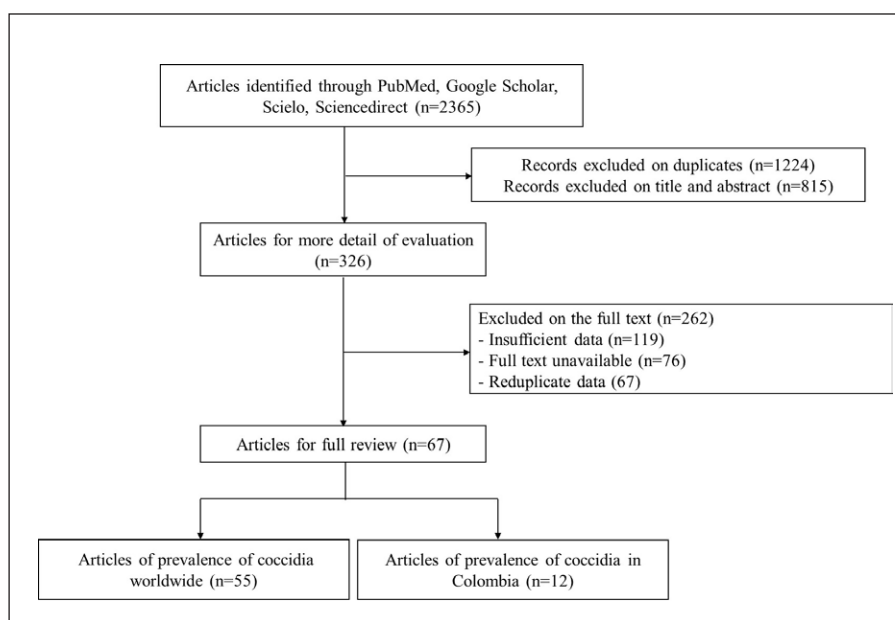 Articles identified through PubMed, Google Scholar,
Scielo, Sciencedirect (n=2365)
Records excluded on duplicates (n=1224)
Records excluded on title and abstract (n=815)
Articles for more detail of evaluation
(n=326)
Excluded on the full text (n=262)
- Insufficient data (n=119)
- Full text unavailable (n=76)
- Reduplicate data (67)
Articles for full review (n=67)
Articles of prevalence of coccidia
worldwide (n=55)
Articles of prevalence of coccidia in
Colombia (n=12)